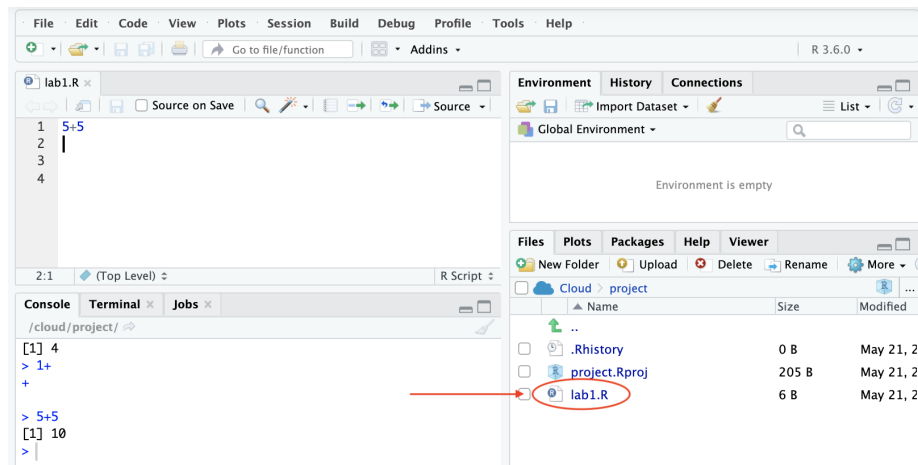 File Edit Code View Plots Session Build Debug Profile Tools Help
Go to file/function Addins R 3.6.0
lab1.R
Source on Save Source
1 5+5
2
3
4
2:1 (Top Level) R Script
Console Terminal Jobs
/cloud/project/
[1] 4
> 1+
+
> 5+5
[1] 10
>
Environment History Connections
Import Dataset List
Global Environment
Environment is empty
Files Plots Packages Help Viewer
New Folder Upload Delete Rename More
Cloud > project ...
Name Size Modified
..
.Rhistory 0 B May 21, 2
project.Rproj 205 B May 21, 2
lab1.R 6 B May 21, 2